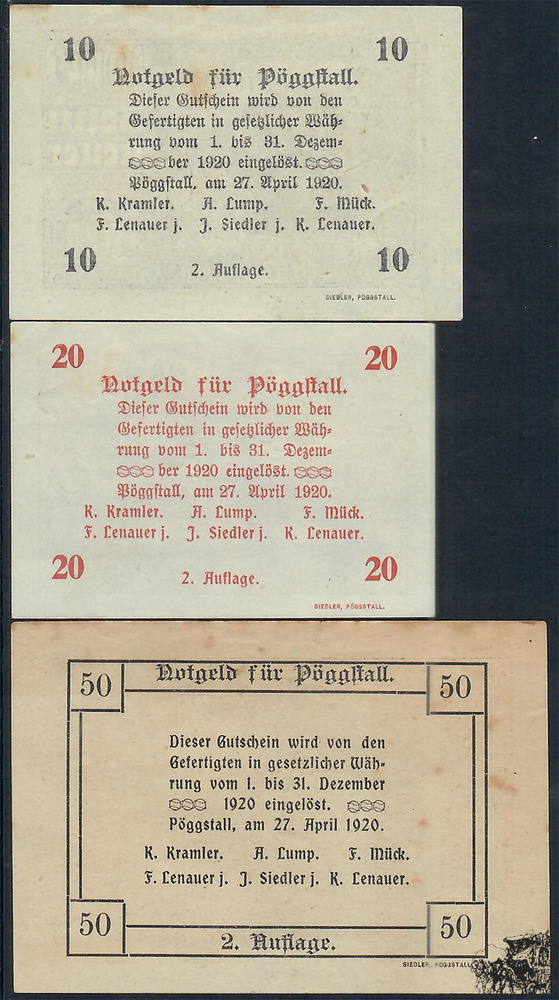 10 10
Notgeld für Pöggstall.
Dieser Gutschein wird von den
Gefertigten in gesetzlicher Wäh-
rung vom 1. bis 31. Dezem-
ber 1920 eingelöst.
Pöggstall, am 27. April 1920.
K. Kramler. A. Lump. F. Mück.
F. Lenauer j. J. Siedler j. K. Lenauer.
10 2. Auflage. 10
SIEDLER, PÖGGSTALL.
20 20
Notgeld für Pöggstall.
Dieser Gutschein wird von den
Gefertigten in gesetzlicher Wäh-
rung vom 1. bis 31. Dezem-
ber 1920 eingelöst.
Pöggstall, am 27. April 1920.
K. Kramler. A. Lump. F. Mück.
F. Lenauer j. J. Siedler j. K. Lenauer.
20 2. Auflage. 20
SIEDLER, PÖGGSTALL.
50 Notgeld für Pöggstall. 50
Dieser Gutschein wird von den
Gefertigten in gesetzlicher Wäh-
rung vom 1. bis 31. Dezember
1920 eingelöst.
Pöggstall, am 27. April 1920.
K. Kramler. A. Lump. F. Mück.
F. Lenauer j. J. Siedler j. K. Lenauer.
50 2. Auflage. 50
SIEDLER, PÖGGSTALL